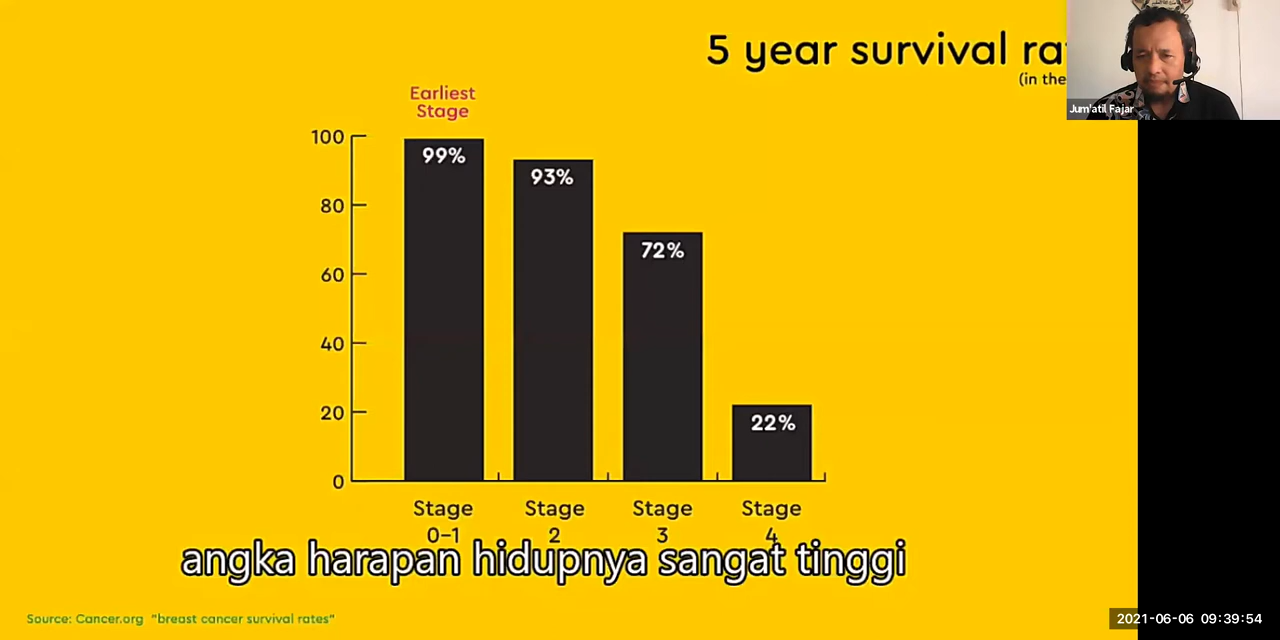 5 year survival
(in the
Jum'atil Fajar
Earliest
Stage
100
80
60
40
20
0
99%
93%
72%
22%
Stage
0–1
Stage
2
Stage
3
Stage
4
angka harapan hidupnya sangat tinggi
Source: Cancer.org "breast cancer survival rates"
2021-06-06 09:39:54